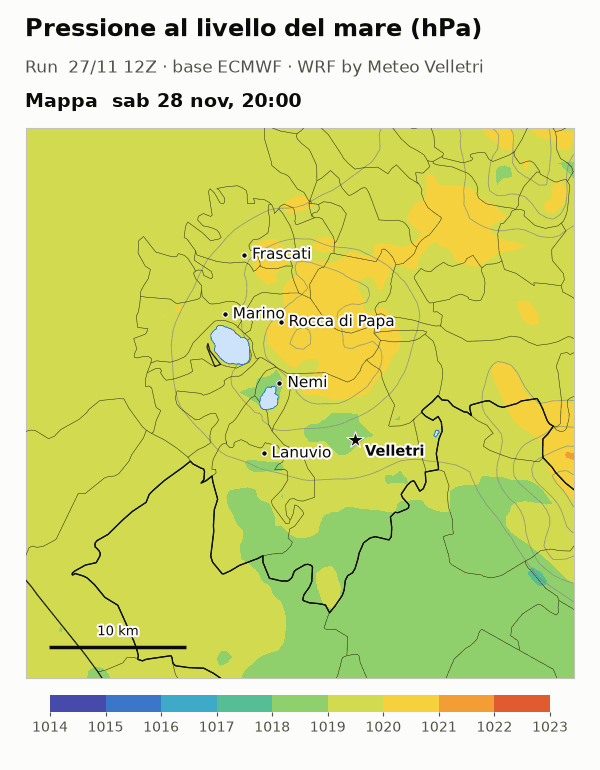 Pressione al livello del mare (hPa)
Run  27/11 12Z · base ECMWF · WRF by Meteo Velletri
Mappa  sab 28 nov, 20:00
Frascati
Marino
Rocca di Papa
Nemi
Velletri
Lanuvio
10 km
1014 1015 1016 1017 1018 1019 1020 1021 1022 1023